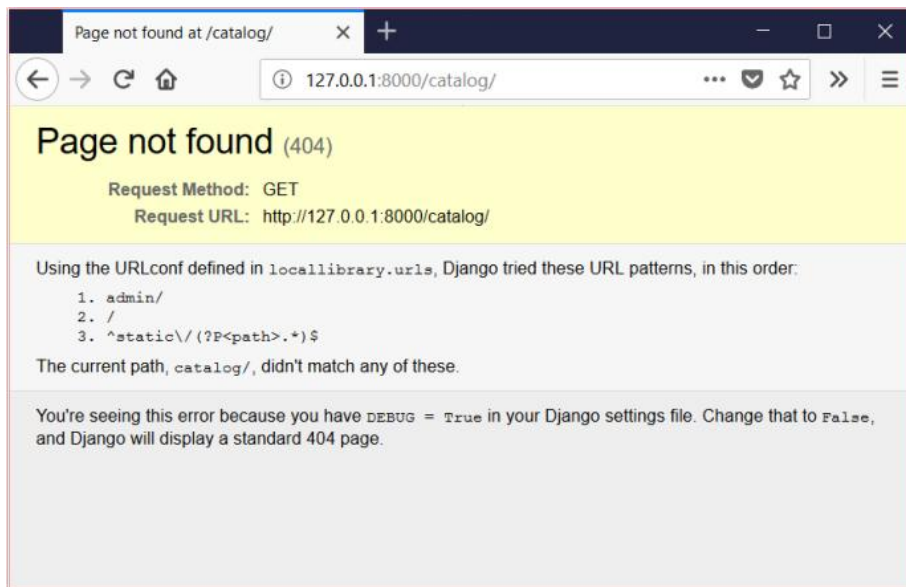 Page not found at /catalog/
127.0.0.1:8000/catalog/
Page not found (404)
Request Method: GET
Request URL: http://127.0.0.1:8000/catalog/
Using the URLconf defined in locallibrary.urls, Django tried these URL patterns, in this order:
1. admin/
2. /
3. ^static\/(?P<path>.*)$
The current path, catalog/, didn't match any of these.
You're seeing this error because you have DEBUG = True in your Django settings file. Change that to False,
and Django will display a standard 404 page.